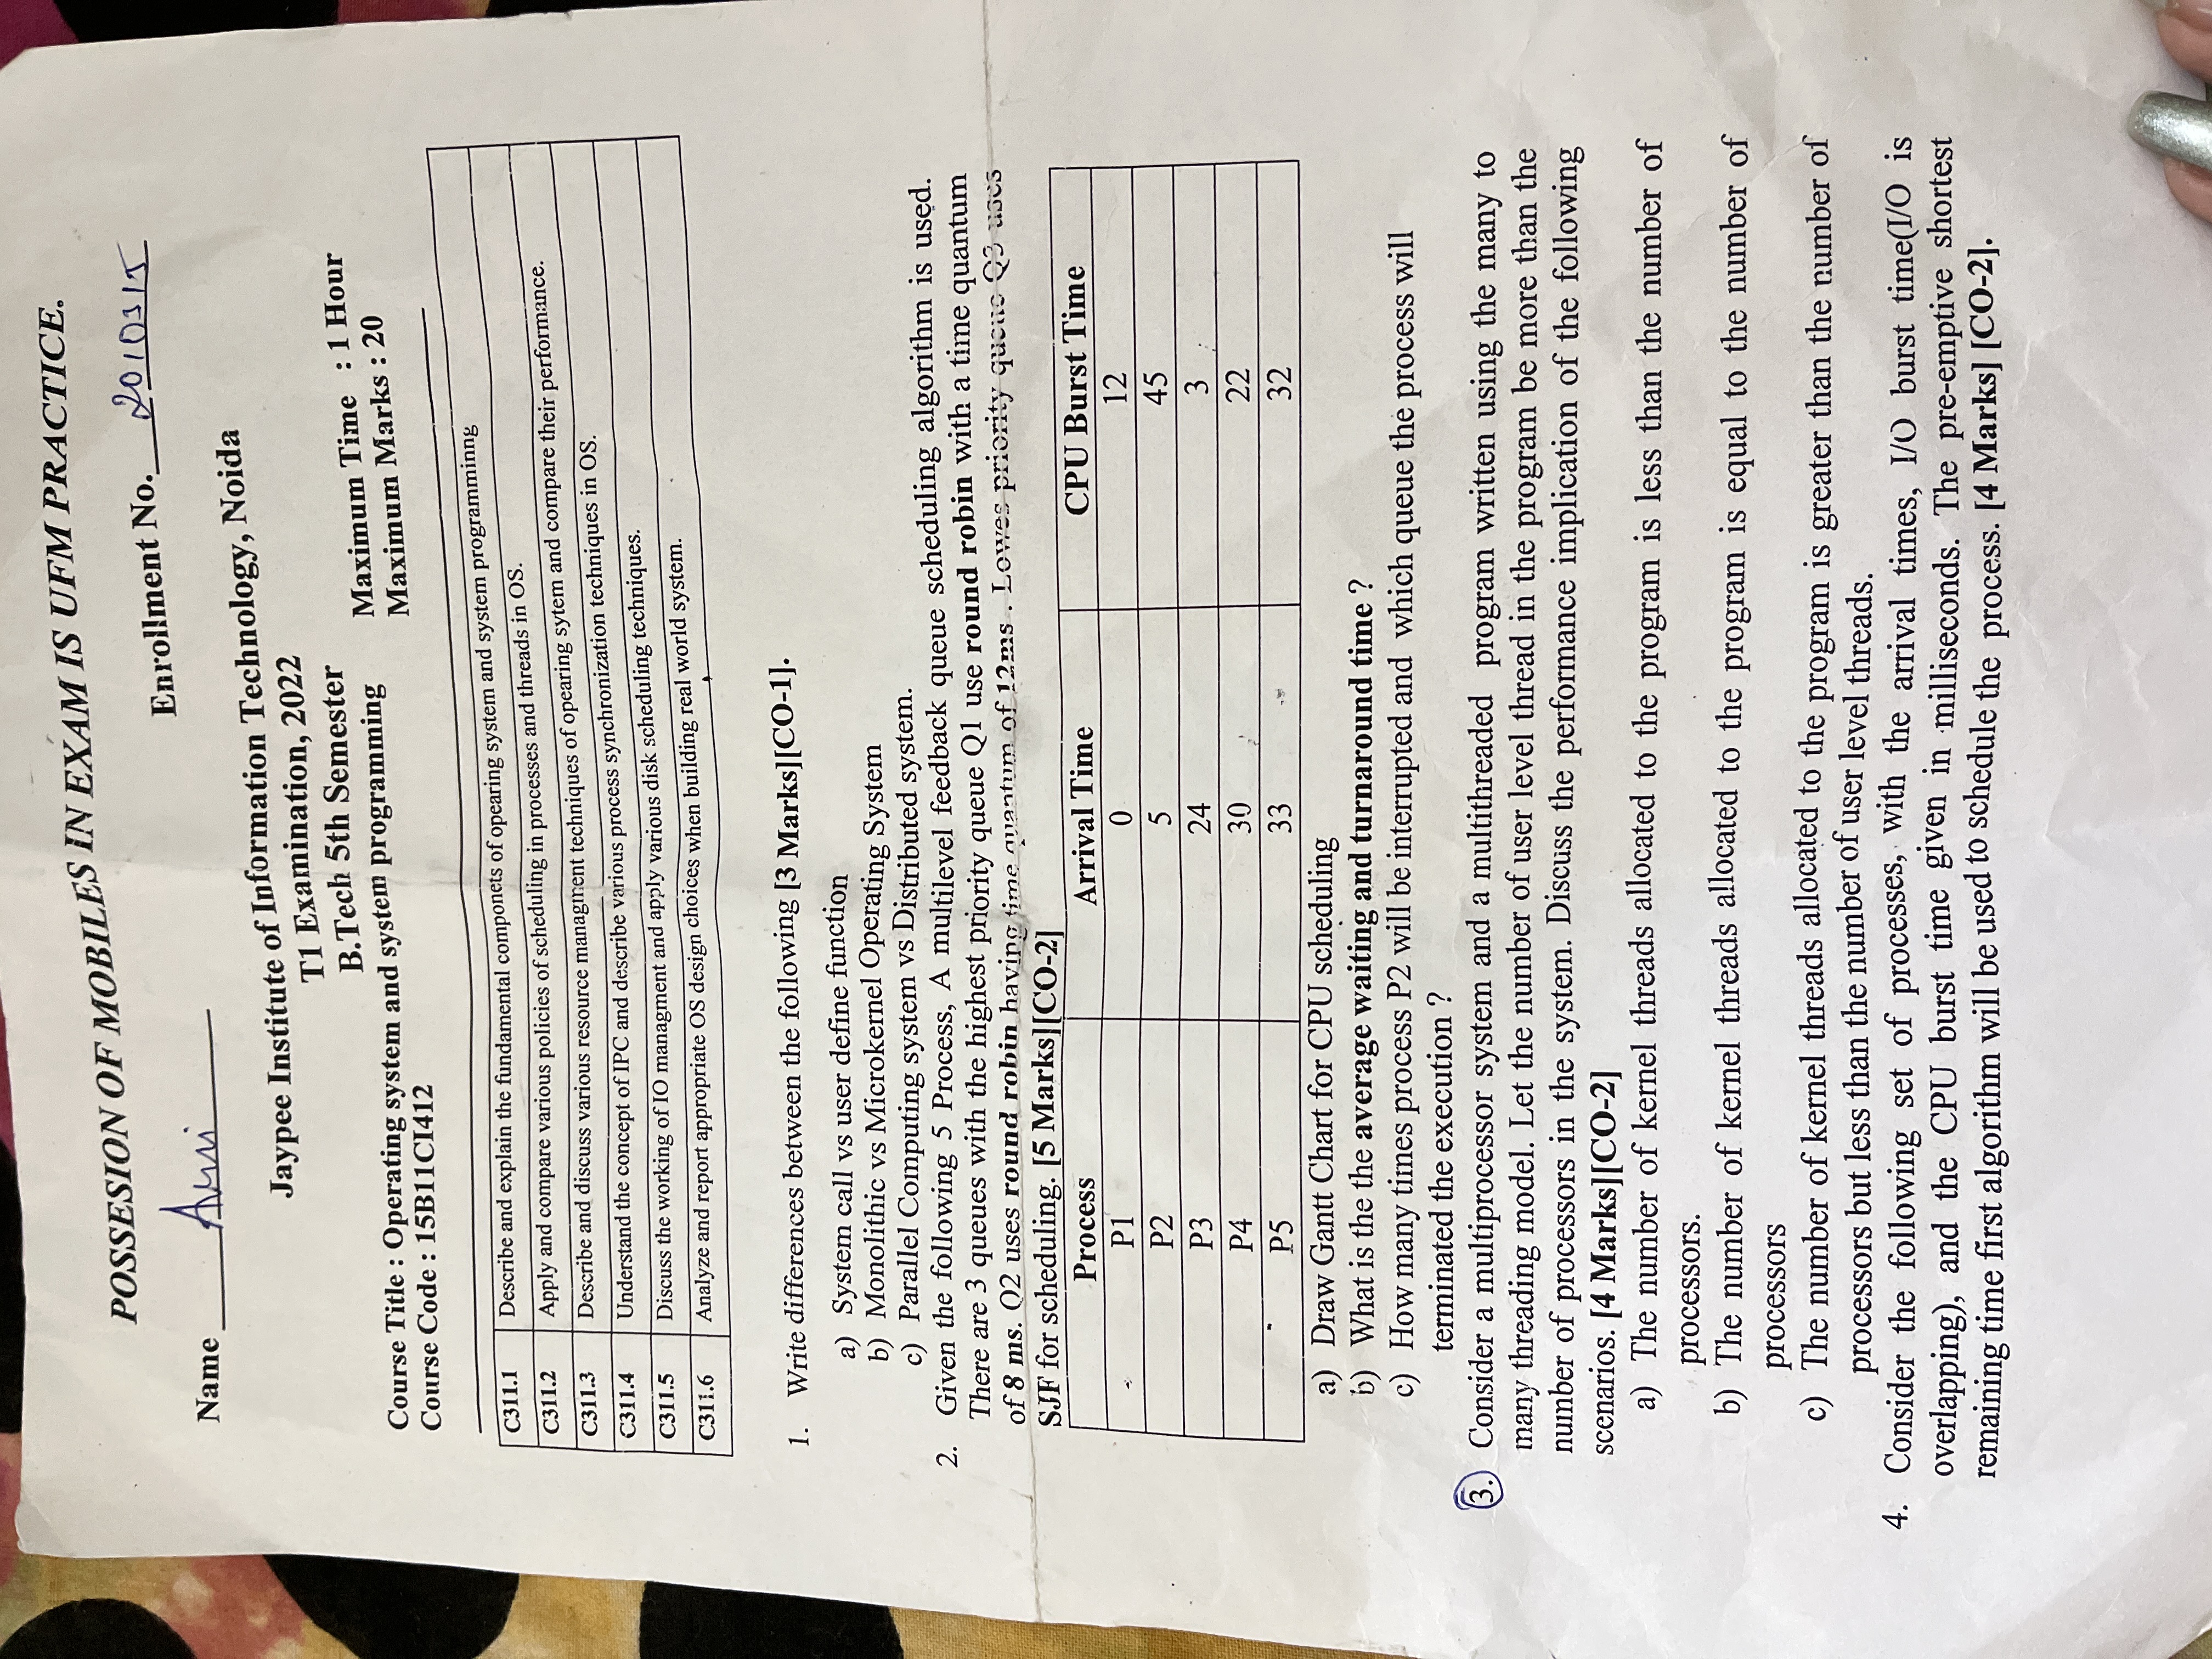 POSSESION OF MOBILES IN EXAM IS UFM PRACTICE.
Enrollment No. 2010315
Name
Jaypee Institute of Information Technology, Noida
T1 Examination, 2022
B.Tech 5th Semester
Course Title : Operating system and system programming
Maximum Time : 1 Hour
Course Code : 15B11CI412
Maximum Marks : 20
C311.1 Describe and explain the fundamental componets of opearing system and system programminng
C311.2 Apply and compare various policies of scheduling in processes and threads in OS.
C311.3 Describe and discuss various resource managment techniques of opearing sytem and compare their performance.
C311.4 Understand the concept of IPC and describe various process synchronization techniques in OS.
C311.5 Discuss the working of IO managment and apply various disk scheduling techniques.
C311.6 Analyze and report appropriate OS design choices when building real world system.
1. Write differences between the following [3 Marks][CO-1].
a) System call vs user define function
b) Monolithic vs Microkernel Operating System
c) Parallel Computing system vs Distributed system.
2. Given the following 5 Process, A multilevel feedback queue scheduling algorithm is used.
There are 3 queues with the highest priority queue Q1 use round robin with a time quantum
of 8 ms. Q2 uses round robin having time quantum of 12ms . Lowes priority queue Q3 uses
SJF for scheduling. [5 Marks][CO-2]
Process Arrival Time CPU Burst Time
P1 0 12
P2 5 45
P3 24 3
P4 30 22
P5 33 32
a) Draw Gantt Chart for CPU scheduling
b) What is the the average waiting and turnaround time ?
c) How many times process P2 will be interrupted and which queue the process will
terminated the execution ?
3. Consider a multiprocessor system and a multithreaded program written using the many to
many threading model. Let the number of user level thread in the program be more than the
number of processors in the system. Discuss the performance implication of the following
scenarios. [4 Marks][CO-2]
a) The number of kernel threads allocated to the program is less than the number of
processors.
b) The number of kernel threads allocated to the program is equal to the number of
processors
c) The number of kernel threads allocated to the program is greater than the number of
processors but less than the number of user level threads.
4. Consider the following set of processes, with the arrival times, I/O burst time(I/O is
overlapping), and the CPU burst time given in milliseconds. The pre-emptive shortest
remaining time first algorithm will be used to schedule the process. [4 Marks] [CO-2].